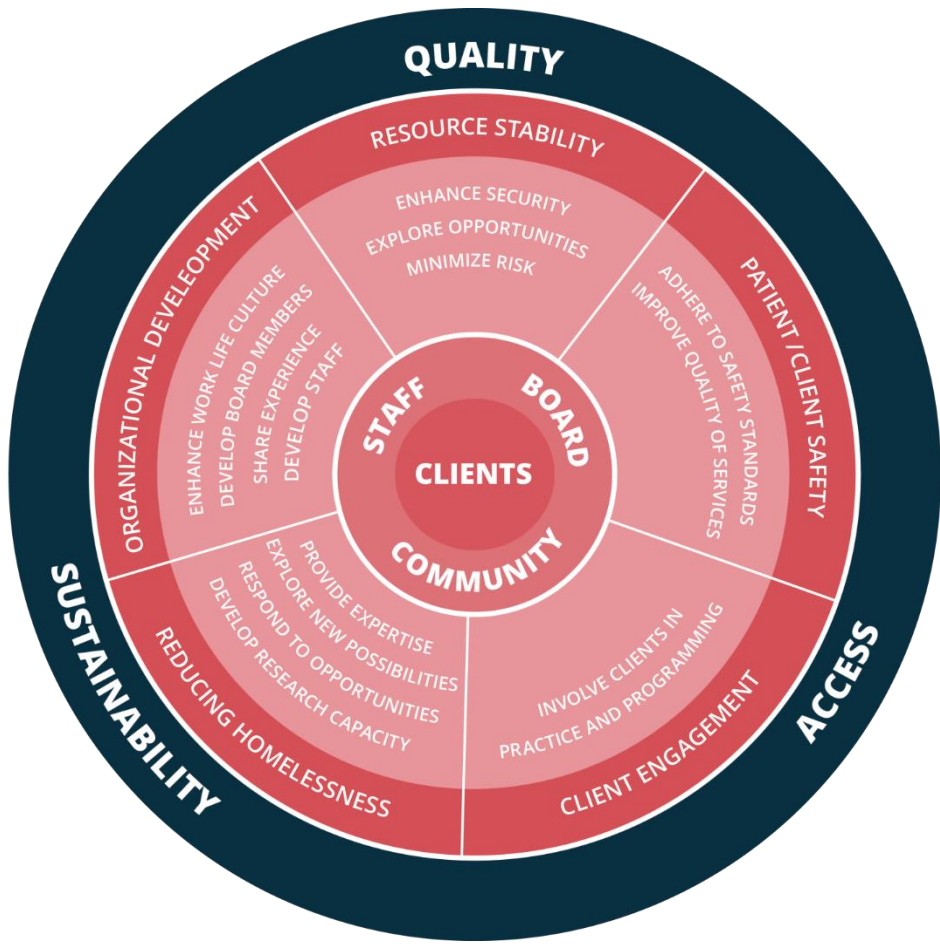 QUALITY
RESOURCE STABILITY
ENHANCE SECURITY
EXPLORE OPPORTUNITIES
MINIMIZE RISK
PATIENT / CLIENT SAFETY
ADHERE TO SAFETY STANDARDS
IMPROVE QUALITY OF SERVICES
ACCESS
CLIENT ENGAGEMENT
INVOLVE CLIENTS IN
PRACTICE AND PROGRAMMING
SUSTAINABILITY
REDUCING HOMELESSNESS
PROVIDE EXPERTISE
EXPLORE NEW POSSIBILITIES
RESPOND TO OPPORTUNITIES
DEVELOP RESEARCH CAPACITY
ORGANIZATIONAL DEVELEOPMENT
ENHANCE WORK LIFE CULTURE
DEVELOP BOARD MEMBERS
SHARE EXPERIENCE
DEVELOP STAFF
STAFF
BOARD
COMMUNITY
CLIENTS